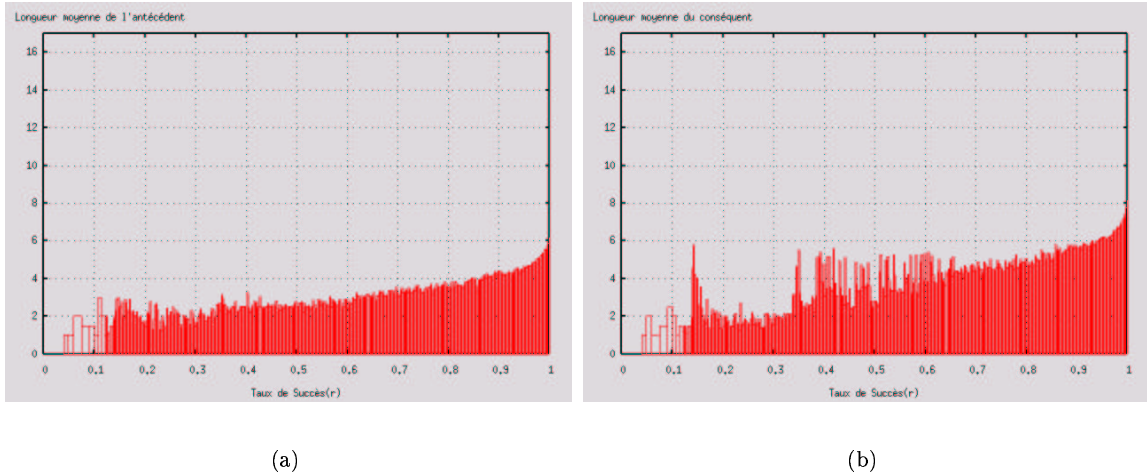 Longueur moyenne de l'antécédent
16
14
12
10
8
6
4
2
0
0 0.1 0.2 0.3 0.4 0.5 0.6 0.7 0.8 0.9 1
Taux de Succès(r)
(a)
Longueur moyenne du conséquent
16
14
12
10
8
6
4
2
0
0 0.1 0.2 0.3 0.4 0.5 0.6 0.7 0.8 0.9 1
Taux de Succès(r)
(b)